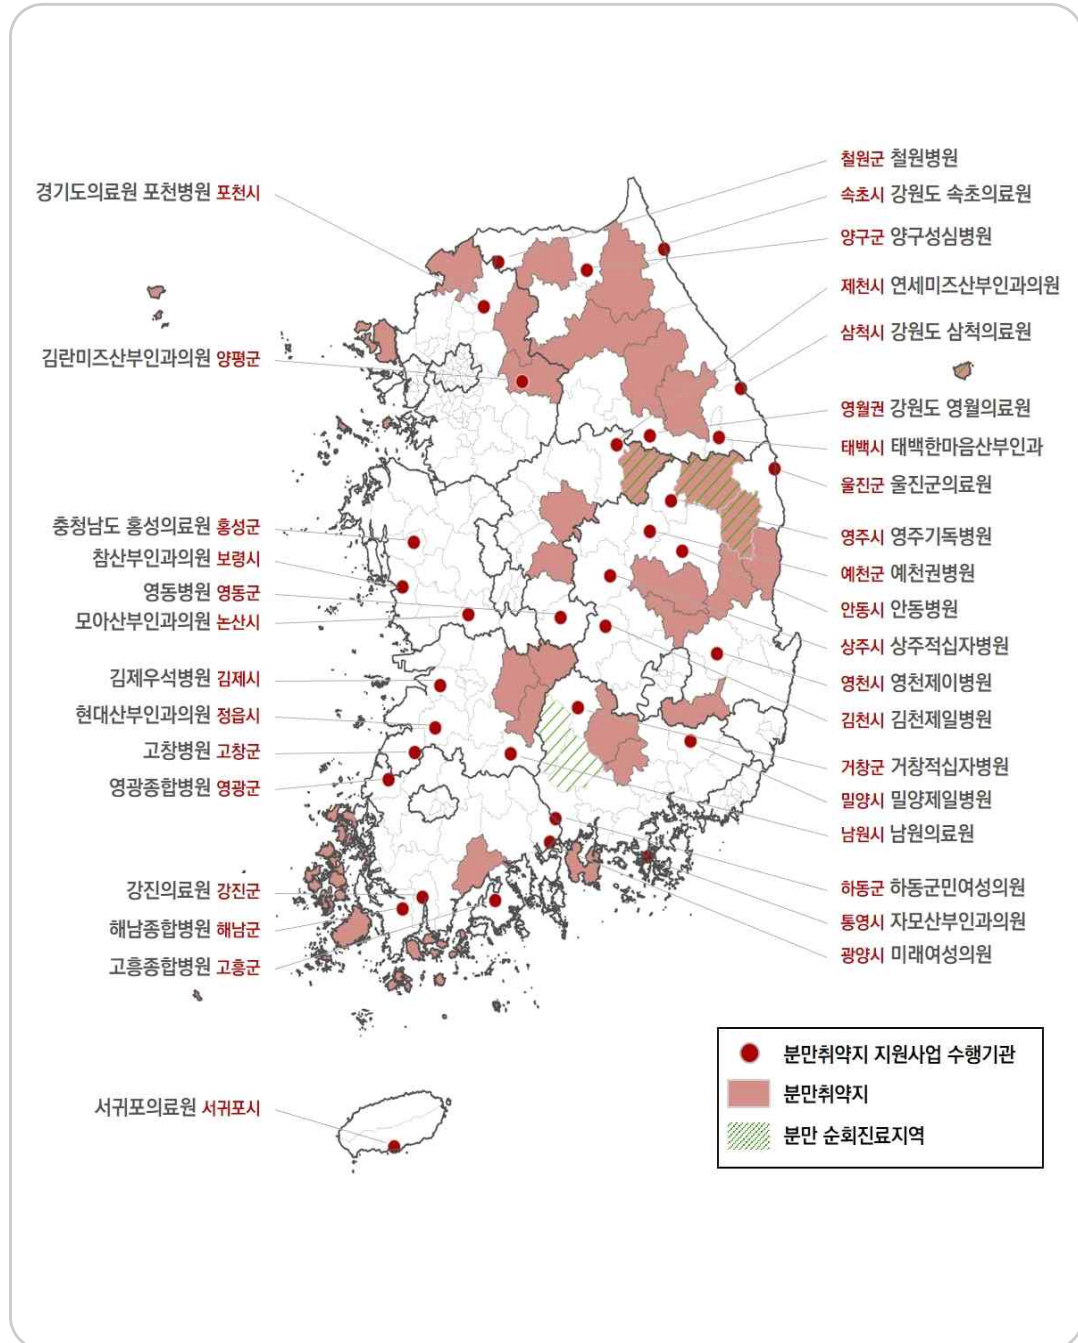 경기도의료원 포천병원 포천시
김란미즈산부인과의원 양평군
충청남도 홍성의료원 홍성군
참산부인과의원 보령시
영동병원 영동군
모아산부인과의원 논산시
김제우석병원 김제시
현대산부인과의원 정읍시
고창병원 고창군
영광종합병원 영광군
강진의료원 강진군
해남종합병원 해남군
고흥종합병원 고흥군
서귀포의료원 서귀포시
철원군 철원병원
속초시 강원도 속초의료원
양구군 양구성심병원
제천시 연세미즈산부인과의원
삼척시 강원도 삼척의료원
영월권 강원도 영월의료원
태백시 태백한마음산부인과
울진군 울진군의료원
영주시 영주기독병원
예천군 예천권병원
안동시 안동병원
상주시 상주적십자병원
영천시 영천제이병원
김천시 김천제일병원
거창군 거창적십자병원
밀양시 밀양제일병원
남원시 남원의료원
하동군 하동군민여성의원
통영시 자모산부인과의원
광양시 미래여성의원
분만취약지 지원사업 수행기관
분만취약지
분만 순회진료지역